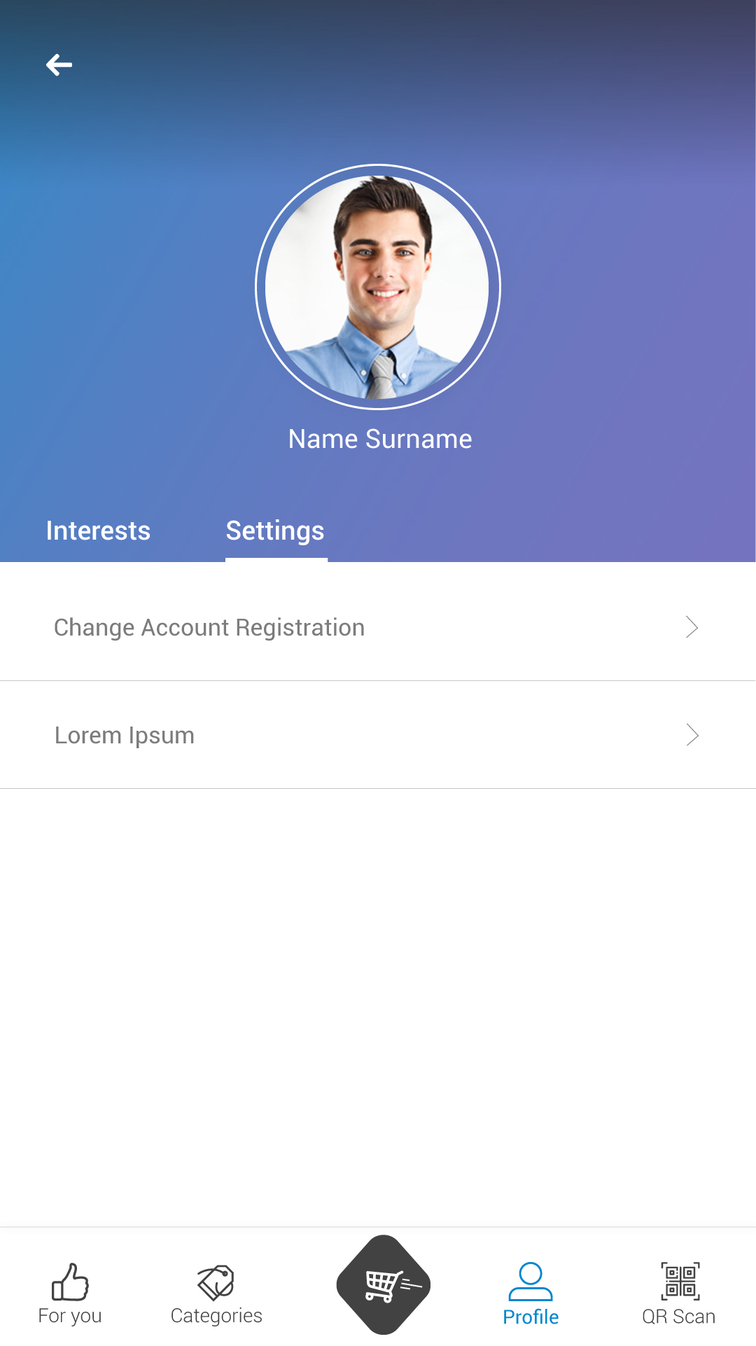 Name Surname
Interests Settings
Change Account Registration
Lorem Ipsum
For you Categories Profile QR Scan